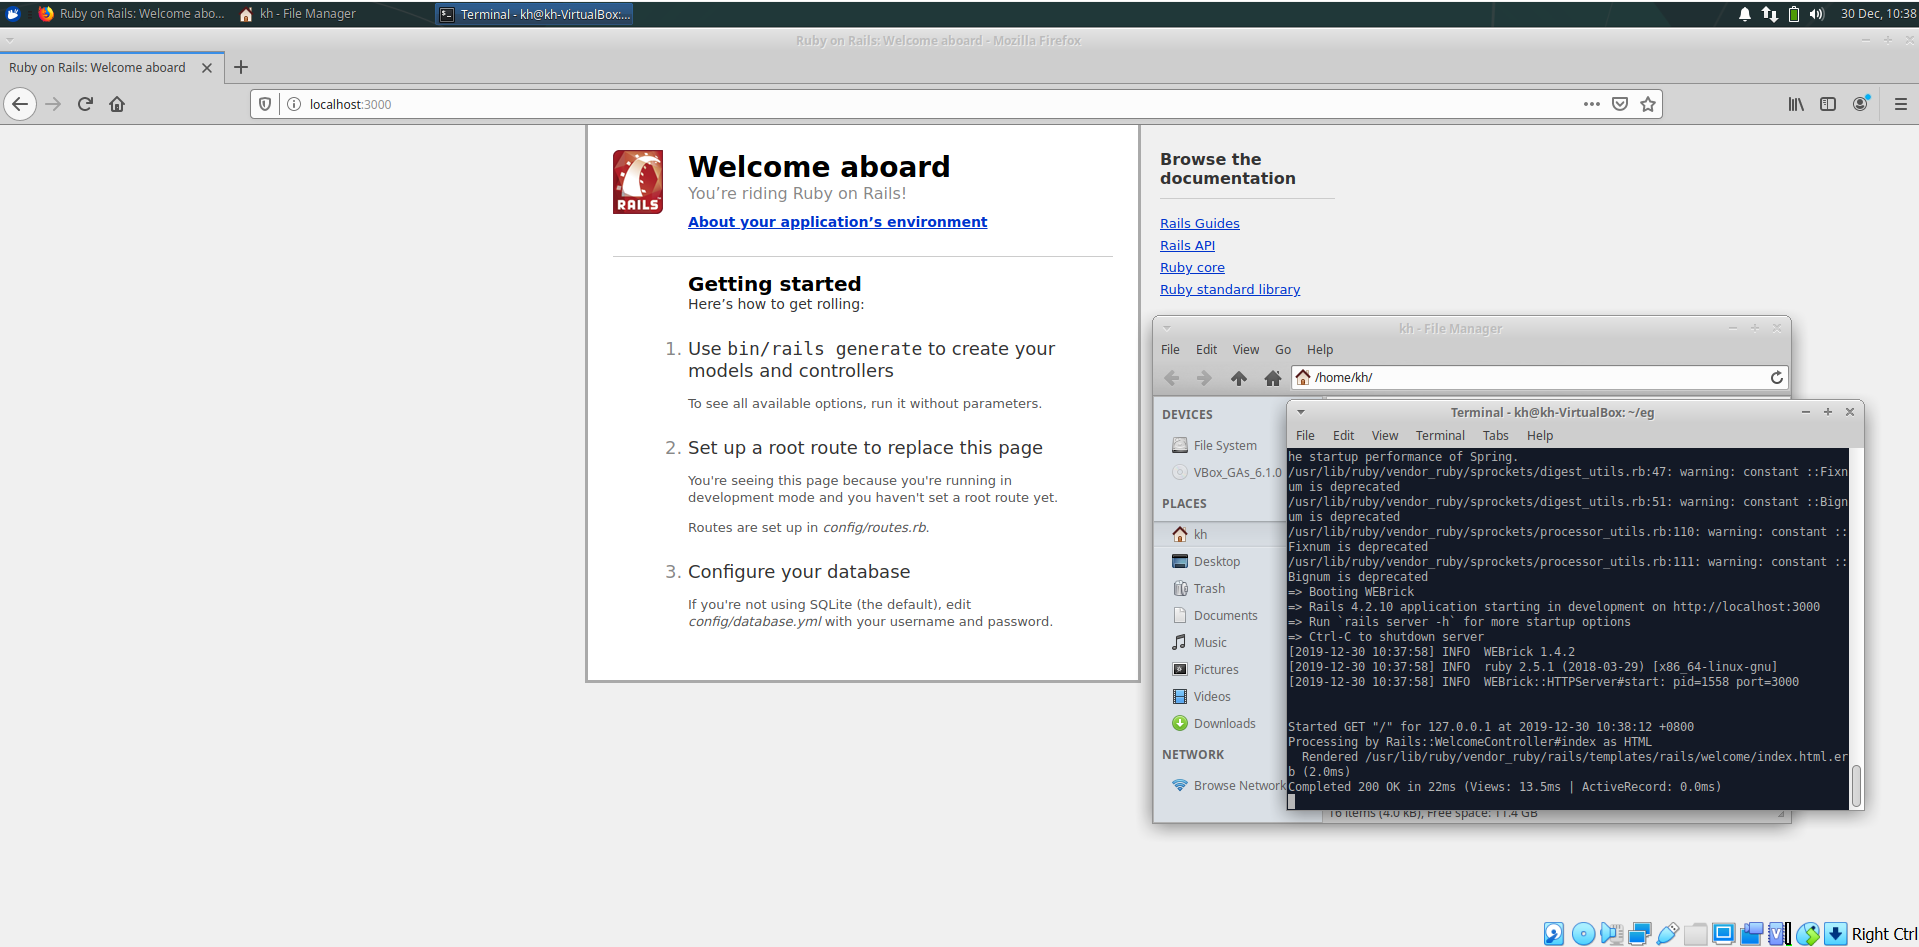 Ruby on Rails: Welcome abo...
kh - File Manager
Terminal - kh@kh-VirtualBox:...
30 Dec, 10:38
Ruby on Rails: Welcome aboard - Mozilla Firefox
Ruby on Rails: Welcome aboard
localhost:3000
RAILS
Welcome aboard
You’re riding Ruby on Rails!
About your application’s environment
Getting started
Here’s how to get rolling:
1. Use bin/rails generate to create your
models and controllers
To see all available options, run it without parameters.
2. Set up a root route to replace this page
You're seeing this page because you're running in
development mode and you haven't set a root route yet.
Routes are set up in config/routes.rb.
3. Configure your database
If you're not using SQLite (the default), edit
config/database.yml with your username and password.
Browse the
documentation
Rails Guides
Rails API
Ruby core
Ruby standard library
kh - File Manager
File Edit View Go Help
/home/kh/
DEVICES
File System
VBox_GAs_6.1.0
PLACES
kh
Desktop
Trash
Documents
Music
Pictures
Videos
Downloads
NETWORK
Browse Network
16 items (4.0 kB), Free space: 11.4 GB
Terminal - kh@kh-VirtualBox: ~/eg
File Edit View Terminal Tabs Help
he startup performance of Spring.
/usr/lib/ruby/vendor_ruby/sprockets/digest_utils.rb:47: warning: constant ::Fixn
um is deprecated
/usr/lib/ruby/vendor_ruby/sprockets/digest_utils.rb:51: warning: constant ::Bign
um is deprecated
/usr/lib/ruby/vendor_ruby/sprockets/processor_utils.rb:110: warning: constant ::
Fixnum is deprecated
/usr/lib/ruby/vendor_ruby/sprockets/processor_utils.rb:111: warning: constant ::
Bignum is deprecated
=> Booting WEBrick
=> Rails 4.2.10 application starting in development on http://localhost:3000
=> Run `rails server -h` for more startup options
=> Ctrl-C to shutdown server
[2019-12-30 10:37:58] INFO  WEBrick 1.4.2
[2019-12-30 10:37:58] INFO  ruby 2.5.1 (2018-03-29) [x86_64-linux-gnu]
[2019-12-30 10:37:58] INFO  WEBrick::HTTPServer#start: pid=1558 port=3000
Started GET "/" for 127.0.0.1 at 2019-12-30 10:38:12 +0800
Processing by Rails::WelcomeController#index as HTML
Rendered /usr/lib/ruby/vendor_ruby/rails/templates/rails/welcome/index.html.er
b (2.0ms)
Completed 200 OK in 22ms (Views: 13.5ms | ActiveRecord: 0.0ms)
Right Ctrl